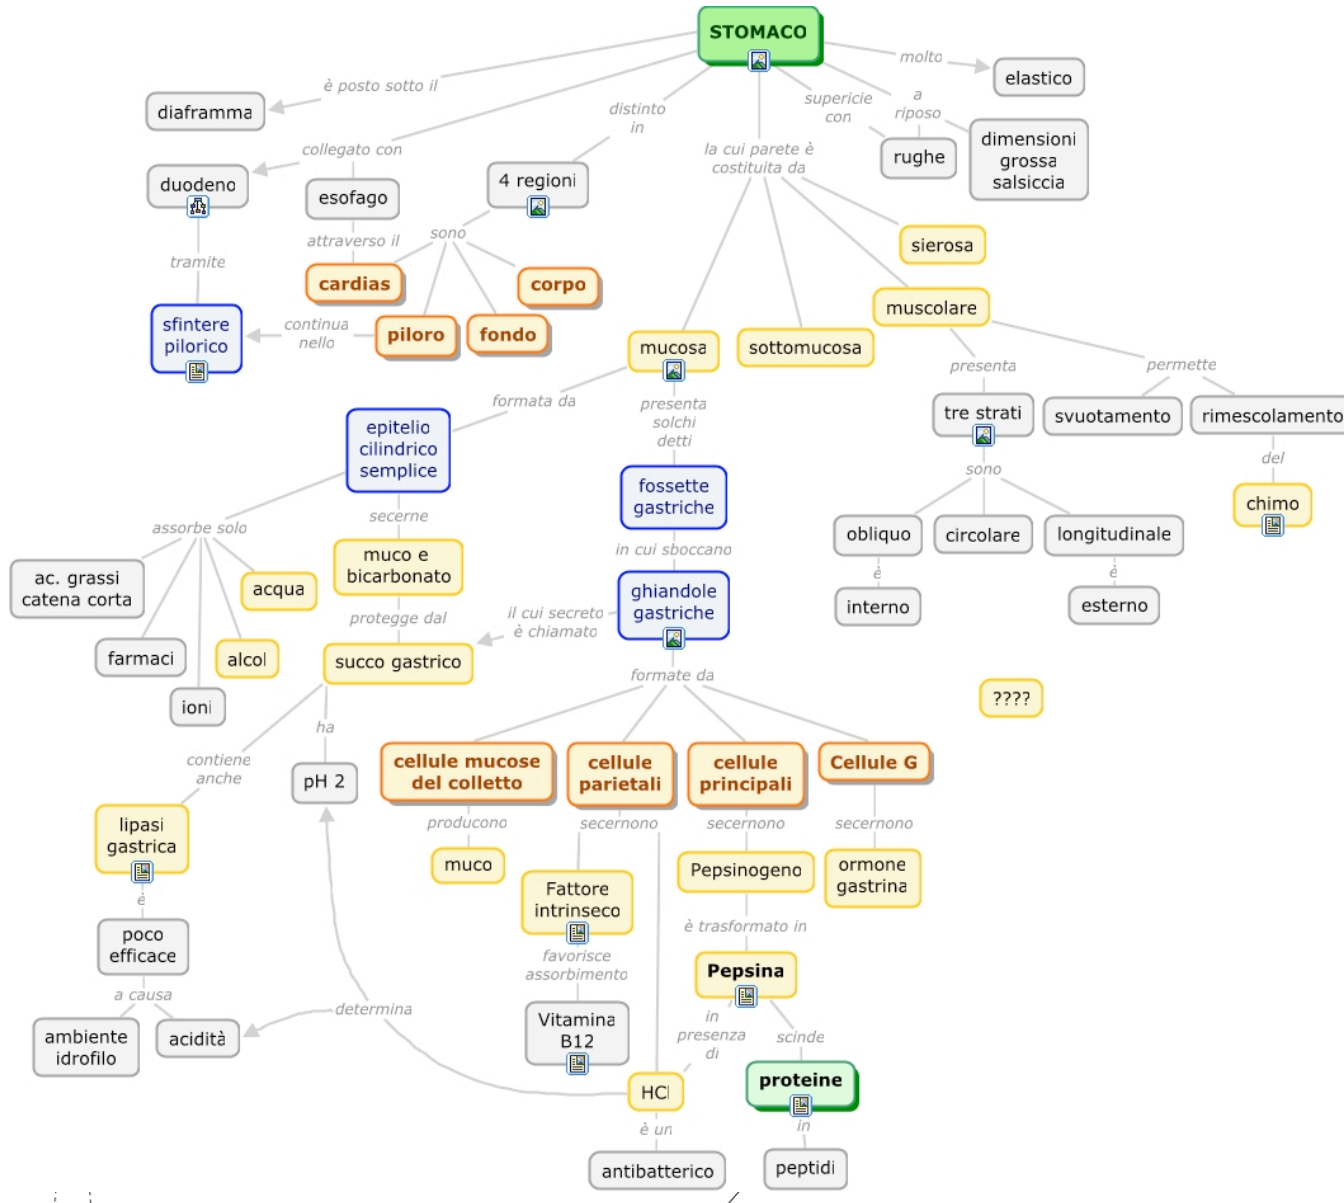 STOMACO
molto
elastico
è posto sotto il
diaframma
supericie
con
a
riposo
distinto
in
dimensioni
grossa
salsiccia
rughe
collegato con
la cui parete è
costituita da
duodeno
esofago
4 regioni
attraverso il
sono
sierosa
tramite
cardias
corpo
muscolare
sfintere
pilorico
continua
nello
piloro
fondo
mucosa
sottomucosa
presenta
permette
formata da
presenta
solchi
detti
tre strati
svuotamento
rimescolamento
epitelio
cilindrico
semplice
sono
del
fossette
gastriche
chimo
assorbe solo
secerne
obliquo
circolare
longitudinale
in cui sboccano
muco e
bicarbonato
ac. grassi
catena corta
acqua
è
è
ghiandole
gastriche
interno
esterno
protegge dal
il cui secreto
è chiamato
farmaci
alcol
succo gastrico
formate da
ioni
????
ha
contiene
anche
pH 2
cellule mucose
del colletto
cellule
parietali
cellule
principali
Cellule G
producono
secernono
secernono
secernono
lipasi
gastrica
muco
Fattore
intrinseco
Pepsinogeno
ormone
gastrina
è
è trasformato in
poco
efficace
favorisce
assorbimento
Pepsina
a causa
determina
Vitamina
B12
in
presenza
di
scinde
ambiente
idrofilo
acidità
HCl
proteine
è un
in
antibatterico
peptidi